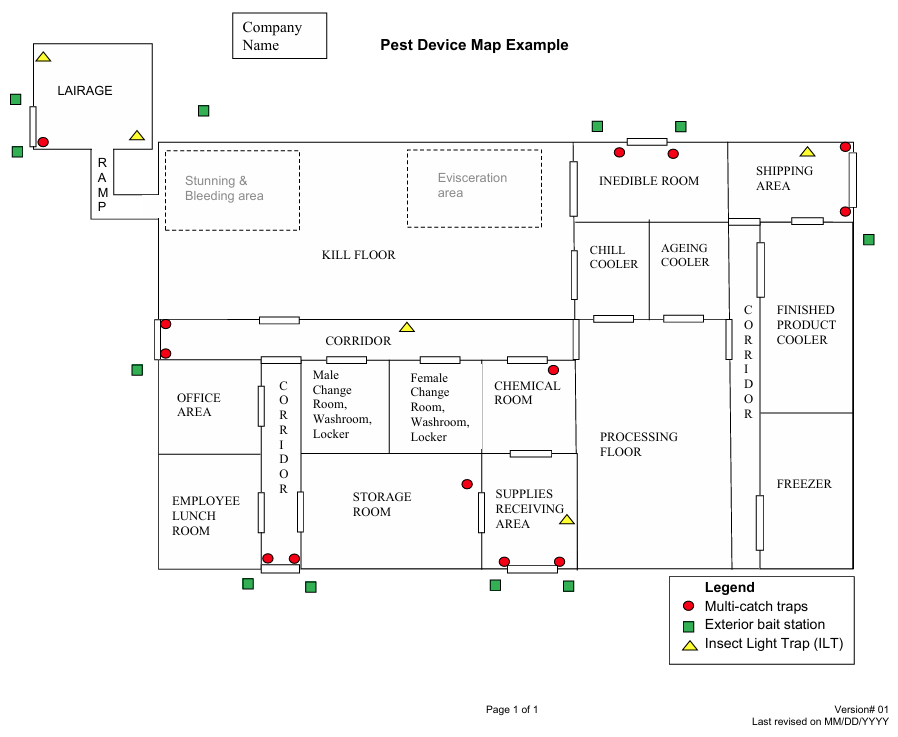 Company
Name
Pest Device Map Example
LAIRAGE
R
A
M
P
Stunning &
Bleeding area
Evisceration
area
KILL FLOOR
INEDIBLE ROOM
SHIPPING
AREA
CHILL
COOLER
AGEING
COOLER
CORRIDOR
C
O
R
R
I
D
O
R
FINISHED
PRODUCT
COOLER
OFFICE
AREA
C
O
R
R
I
D
O
R
Male
Change
Room,
Washroom,
Locker
Female
Change
Room,
Washroom,
Locker
CHEMICAL
ROOM
PROCESSING
FLOOR
EMPLOYEE
LUNCH
ROOM
STORAGE
ROOM
SUPPLIES
RECEIVING
AREA
FREEZER
Legend
Multi-catch traps
Exterior bait station
Insect Light Trap (ILT)
Page 1 of 1
Version# 01
Last revised on MM/DD/YYYY